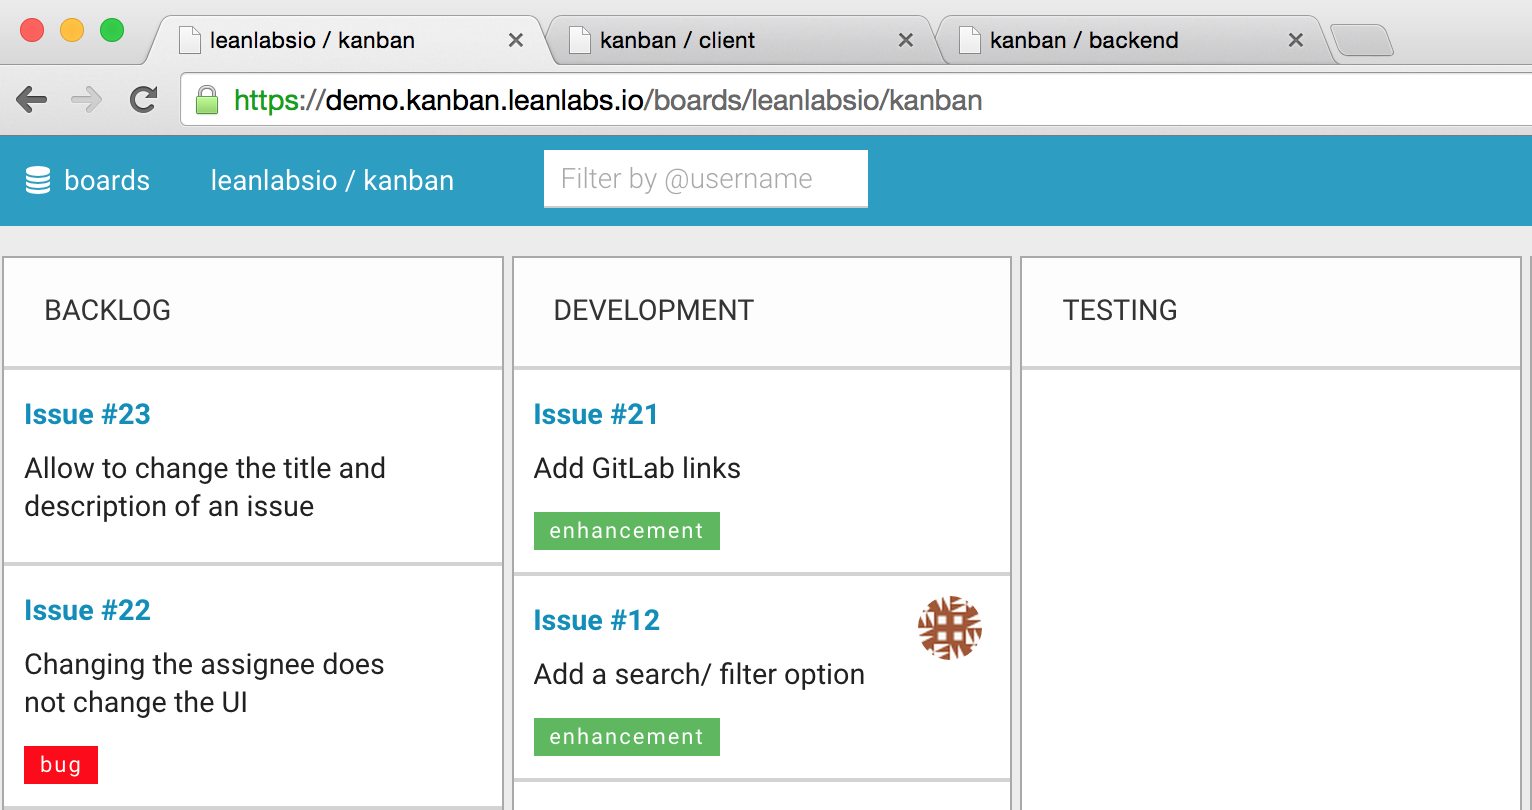 leanlabsio / kanban
kanban / client
kanban / backend
https://demo.kanban.leanlabs.io/boards/leanlabsio/kanban
boards
leanlabsio / kanban
Filter by @username
BACKLOG
Issue #23
Allow to change the title and
description of an issue
Issue #22
Changing the assignee does
not change the UI
bug
DEVELOPMENT
Issue #21
Add GitLab links
enhancement
Issue #12
Add a search/ filter option
enhancement
TESTING